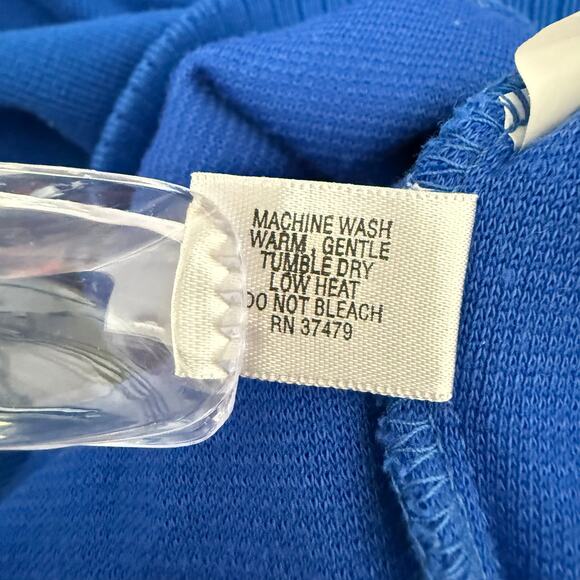 MACHINE WASH
WARM, GENTLE
TUMBLE DRY
LOW HEAT
DO NOT BLEACH
RN 37479